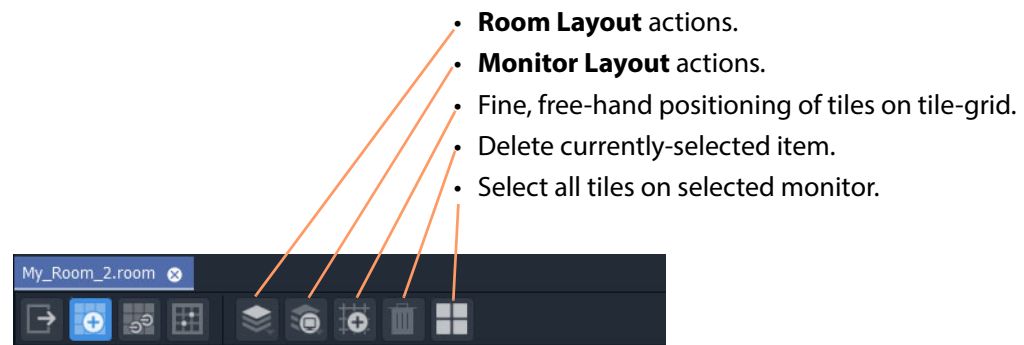 • Room Layout actions.
• Monitor Layout actions.
• Fine, free-hand positioning of tiles on tile-grid.
• Delete currently-selected item.
• Select all tiles on selected monitor.
My_Room_2.room